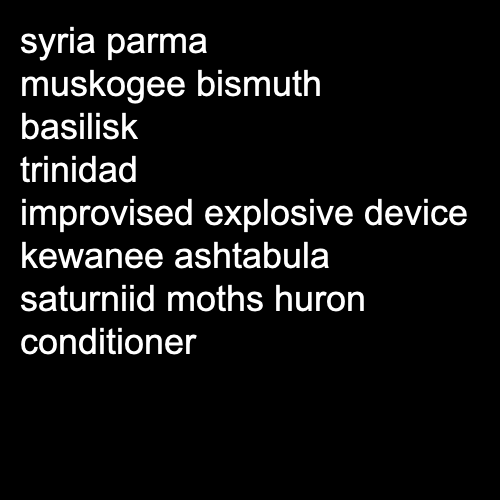 syria parma
muskogee bismuth
basilisk
trinidad
improvised explosive device
kewanee ashtabula
saturniid moths huron
conditioner